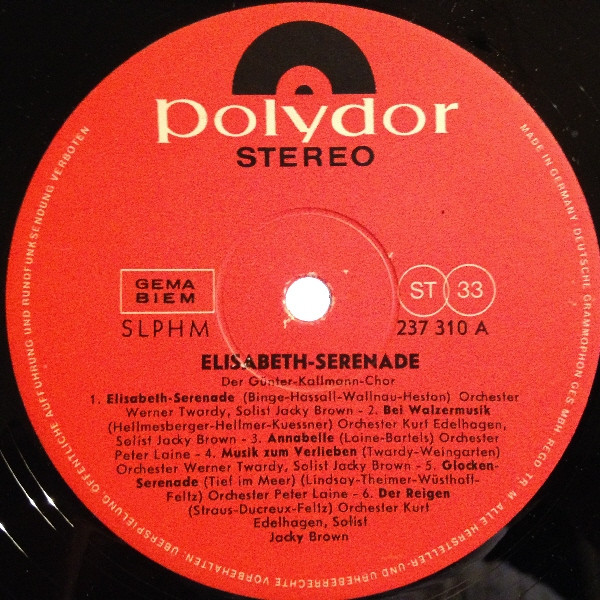 polydor
STEREO
GEMA
BIEM
SLPHM
ST 33
237 310 A
ELISABETH-SERENADE
Der Günter-Kallmann-Chor
1. Elisabeth-Serenade (Binge-Hassall-Wallnau-Heston) Orchester
Werner Twardy, Solist Jacky Brown - 2. Bei Walzermusik
(Hellmesberger-Hellmer-Kuessner) Orchester Kurt Edelhagen,
Solist Jacky Brown - 3. Annabelle (Laine-Bartels) Orchester
Peter Laine - 4. Musik zum Verlieben (Twardy-Weingarten)
Orchester Werner Twardy, Solist Jacky Brown - 5. Glocken-
Serenade (Tief im Meer) (Lindsay-Theimer-Wüsthoff-
Feltz) Orchester Peter Laine - 6. Der Reigen
(Straus-Ducreux-Feltz) Orchester Kurt
Edelhagen, Solist
Jacky Brown
MADE IN GERMANY. DEUTSCHE GRAMMOPHON GES MBH REGD. TR. M. ALLE HERSTELLER- UND URHEBERRECHTE VORBEHALTEN. ÜBERSPIELUNG, ÖFFENTLICHE AUFFÜHRUNG UND RUNDFUNKSENDUNG VERBOTEN